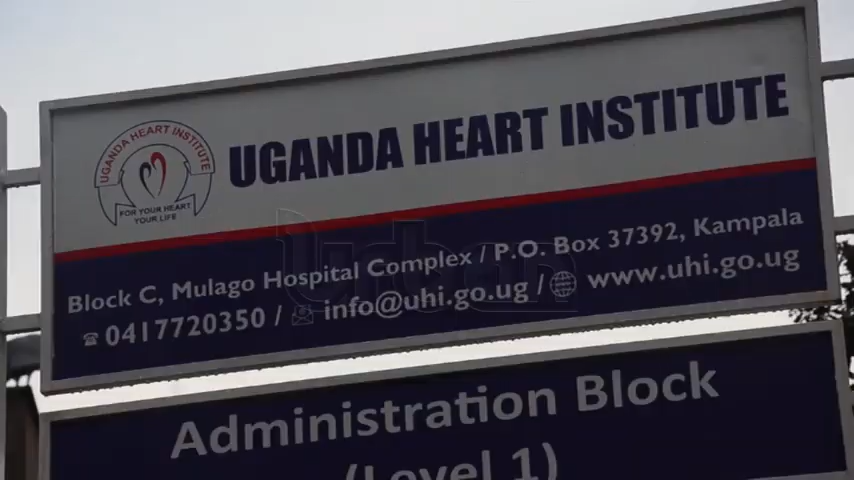 UGANDA HEART INSTITUTE
FOR YOUR HEART
YOUR LIFE
UGANDA HEART INSTITUTE
Block C, Mulago Hospital Complex / P.O. Box 37392, Kampala
0417720350 / info@uhi.go.ug / www.uhi.go.ug
Urban
Administration Block
(Level 1)